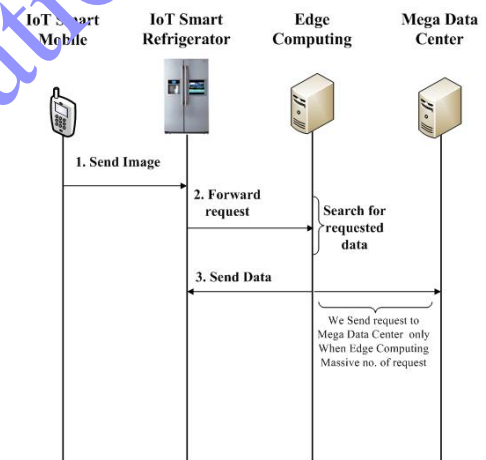 IoT Smart
Mobile
IoT Smart
Refrigerator
Edge
Computing
Mega Data
Center
1. Send Image
2. Forward
request
Search for
requested
data
3. Send Data
We Send request to
Mega Data Center only
When Edge Computing
Massive no. of request